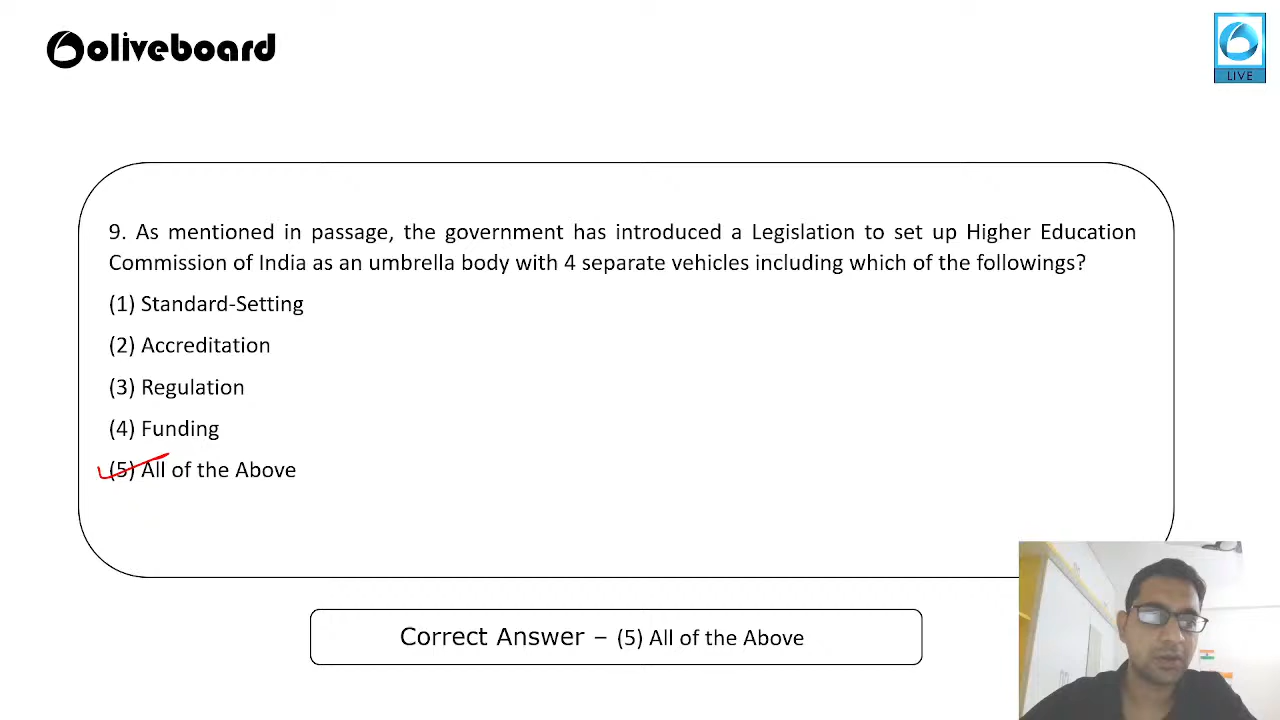 oliveboard
LIVE
9. As mentioned in passage, the government has introduced a Legislation to set up Higher Education
Commission of India as an umbrella body with 4 separate vehicles including which of the followings?
(1) Standard-Setting
(2) Accreditation
(3) Regulation
(4) Funding
(5) All of the Above
Correct Answer – (5) All of the Above